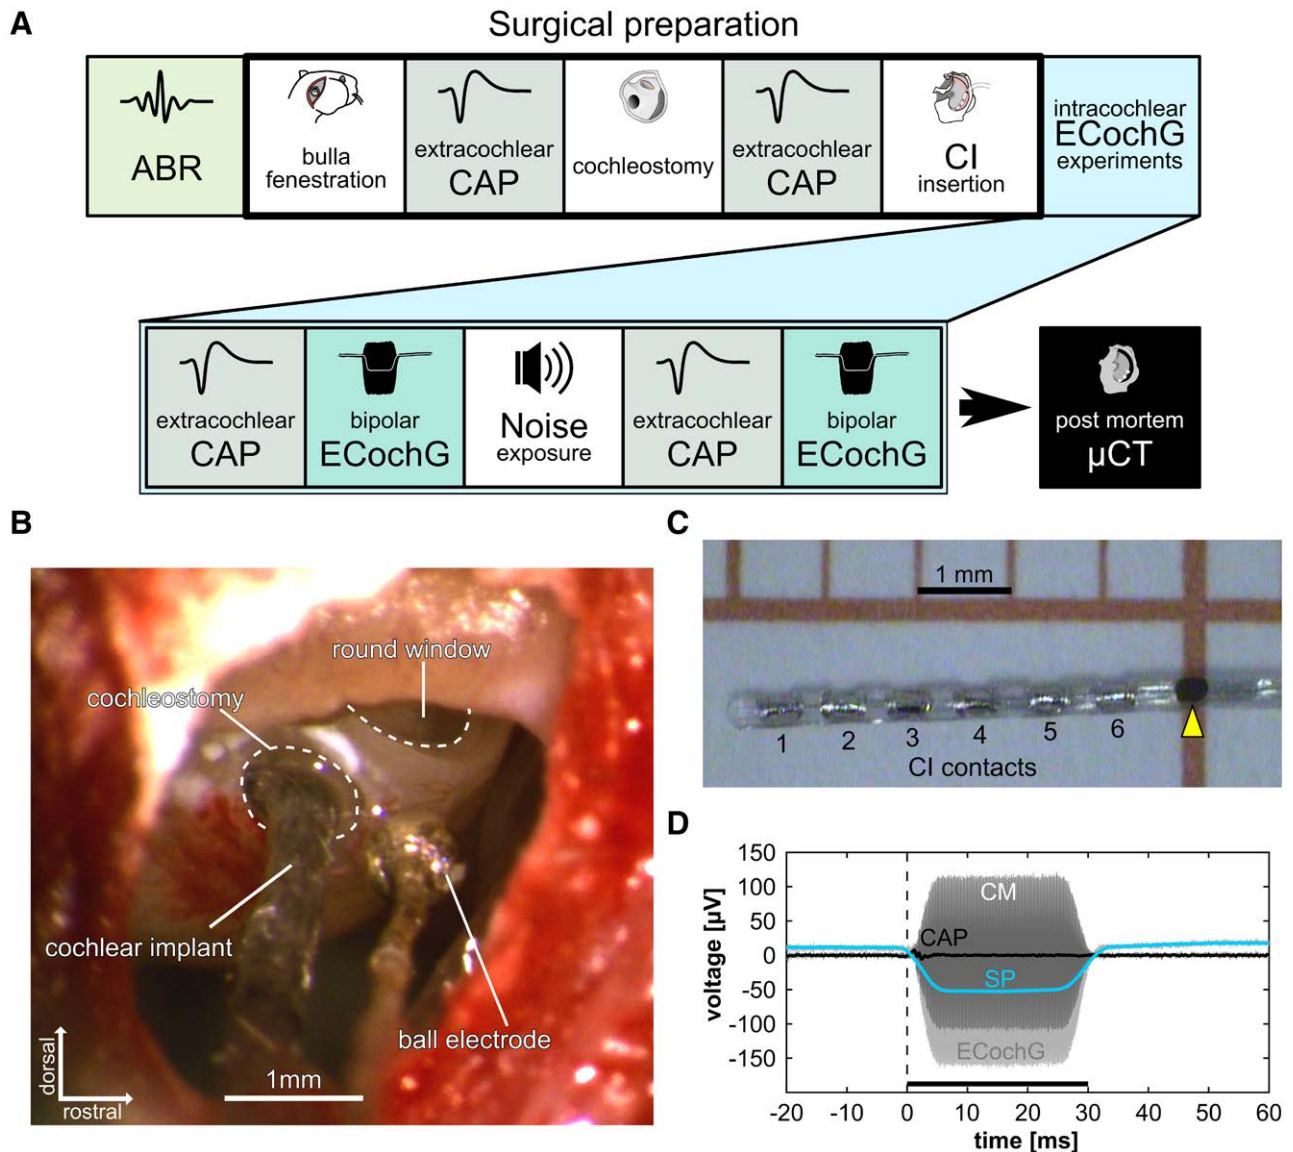 A
Surgical preparation
ABR
bulla
fenestration
extracochlear
CAP
cochleostomy
extracochlear
CAP
CI
insertion
intracochlear
ECochG
experiments
extracochlear
CAP
bipolar
ECochG
Noise
exposure
extracochlear
CAP
bipolar
ECochG
post mortem
µCT
B
round window
cochleostomy
cochlear implant
ball electrode
dorsal
rostral
1mm
C
1 mm
1 2 3 4 5 6
CI contacts
D
150
100
50
0
-50
-100
-150
voltage [µV]
CM
CAP
SP
ECochG
-20 -10 0 10 20 30 40 50 60
time [ms]